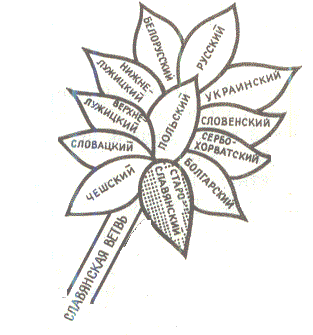 БЕЛОРУССКИЙ
РУССКИЙ
НИЖНЕ-
ЛУЖИЦКИЙ
УКРАИНСКИЙ
ВЕРХНЕ-
ЛУЖИЦКИЙ
ПОЛЬСКИЙ
СЛОВЕНСКИЙ
СЛОВАЦКИЙ
СЕРБО-
ХОРВАТСКИЙ
ЧЕШСКИЙ
СТАРО-
СЛАВЯНСКИЙ
БОЛГАРСКИЙ
СЛАВЯНСКАЯ ВЕТВЬ